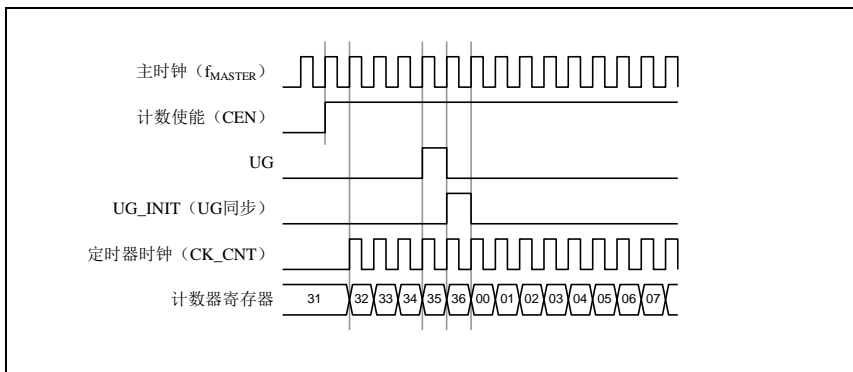 主时钟（fMASTER）
计数使能（CEN）
UG
UG_INIT（UG同步）
定时器时钟（CK_CNT）
计数器寄存器 31 32 33 34 35 36 00 01 02 03 04 05 06 07